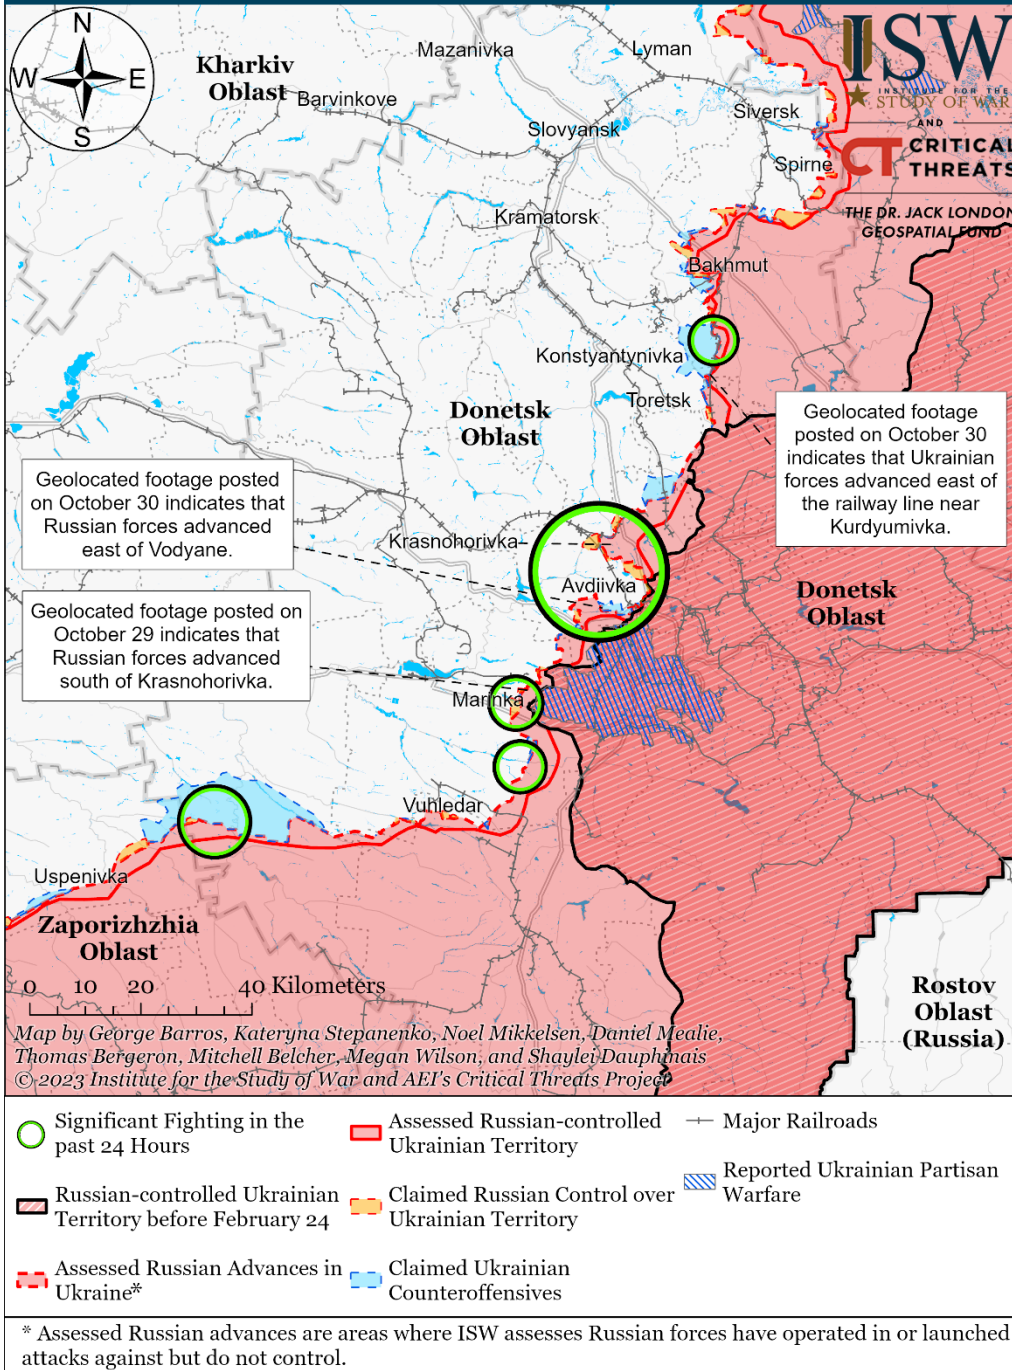 N
W
E
S
ISW
INSTITUTE FOR THE
STUDY OF WAR
AND
CT CRITICAL
THREATS
THE DR. JACK LONDON
GEOSPATIAL FUND
Mazanivka
Lyman
Kharkiv
Oblast
Barvinkove
Siversk
Slovyansk
Spirne
Kramatorsk
Bakhmut
Konstyantynivka
Toretsk
Donetsk
Oblast
Geolocated footage
posted on October 30
indicates that Ukrainian
forces advanced east of
the railway line near
Kurdyumivka.
Geolocated footage posted
on October 30 indicates that
Russian forces advanced
east of Vodyane.
Krasnohorivka
Avdiivka
Donetsk
Oblast
Geolocated footage posted on
October 29 indicates that
Russian forces advanced
south of Krasnohorivka.
Marinka
Vuhledar
Uspenivka
Zaporizhzhia
Oblast
Rostov
Oblast
(Russia)
0 10 20 40 Kilometers
Map by George Barros, Kateryna Stepanenko, Noel Mikkelsen, Daniel Mealie,
Thomas Bergeron, Mitchell Belcher, Megan Wilson, and Shaylei Dauphinais
© 2023 Institute for the Study of War and AEI's Critical Threats Project
Significant Fighting in the
past 24 Hours
Russian-controlled Ukrainian
Territory before February 24
Assessed Russian Advances in
Ukraine*
Assessed Russian-controlled
Ukrainian Territory
Claimed Russian Control over
Ukrainian Territory
Claimed Ukrainian
Counteroffensives
Major Railroads
Reported Ukrainian Partisan
Warfare
* Assessed Russian advances are areas where ISW assesses Russian forces have operated in or launched
attacks against but do not control.